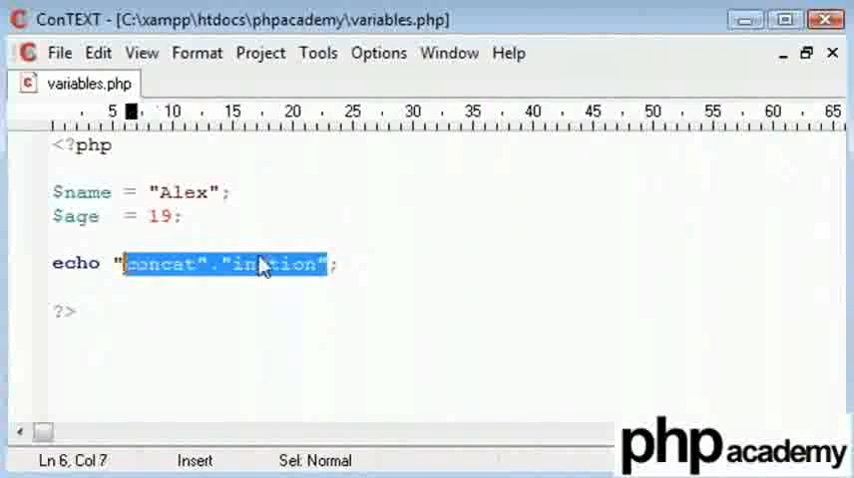 ConTEXT - [C:\xampp\htdocs\phpacademy\variables.php]
File Edit View Format Project Tools Options Window Help
variables.php
5 10 15 20 25 30 35 40 45 50 55 60 65
<?php
$name = "Alex";
$age = 19;
echo "concat"."ination";
?>
Ln 6, Col 7 Insert Sel: Normal
php academy